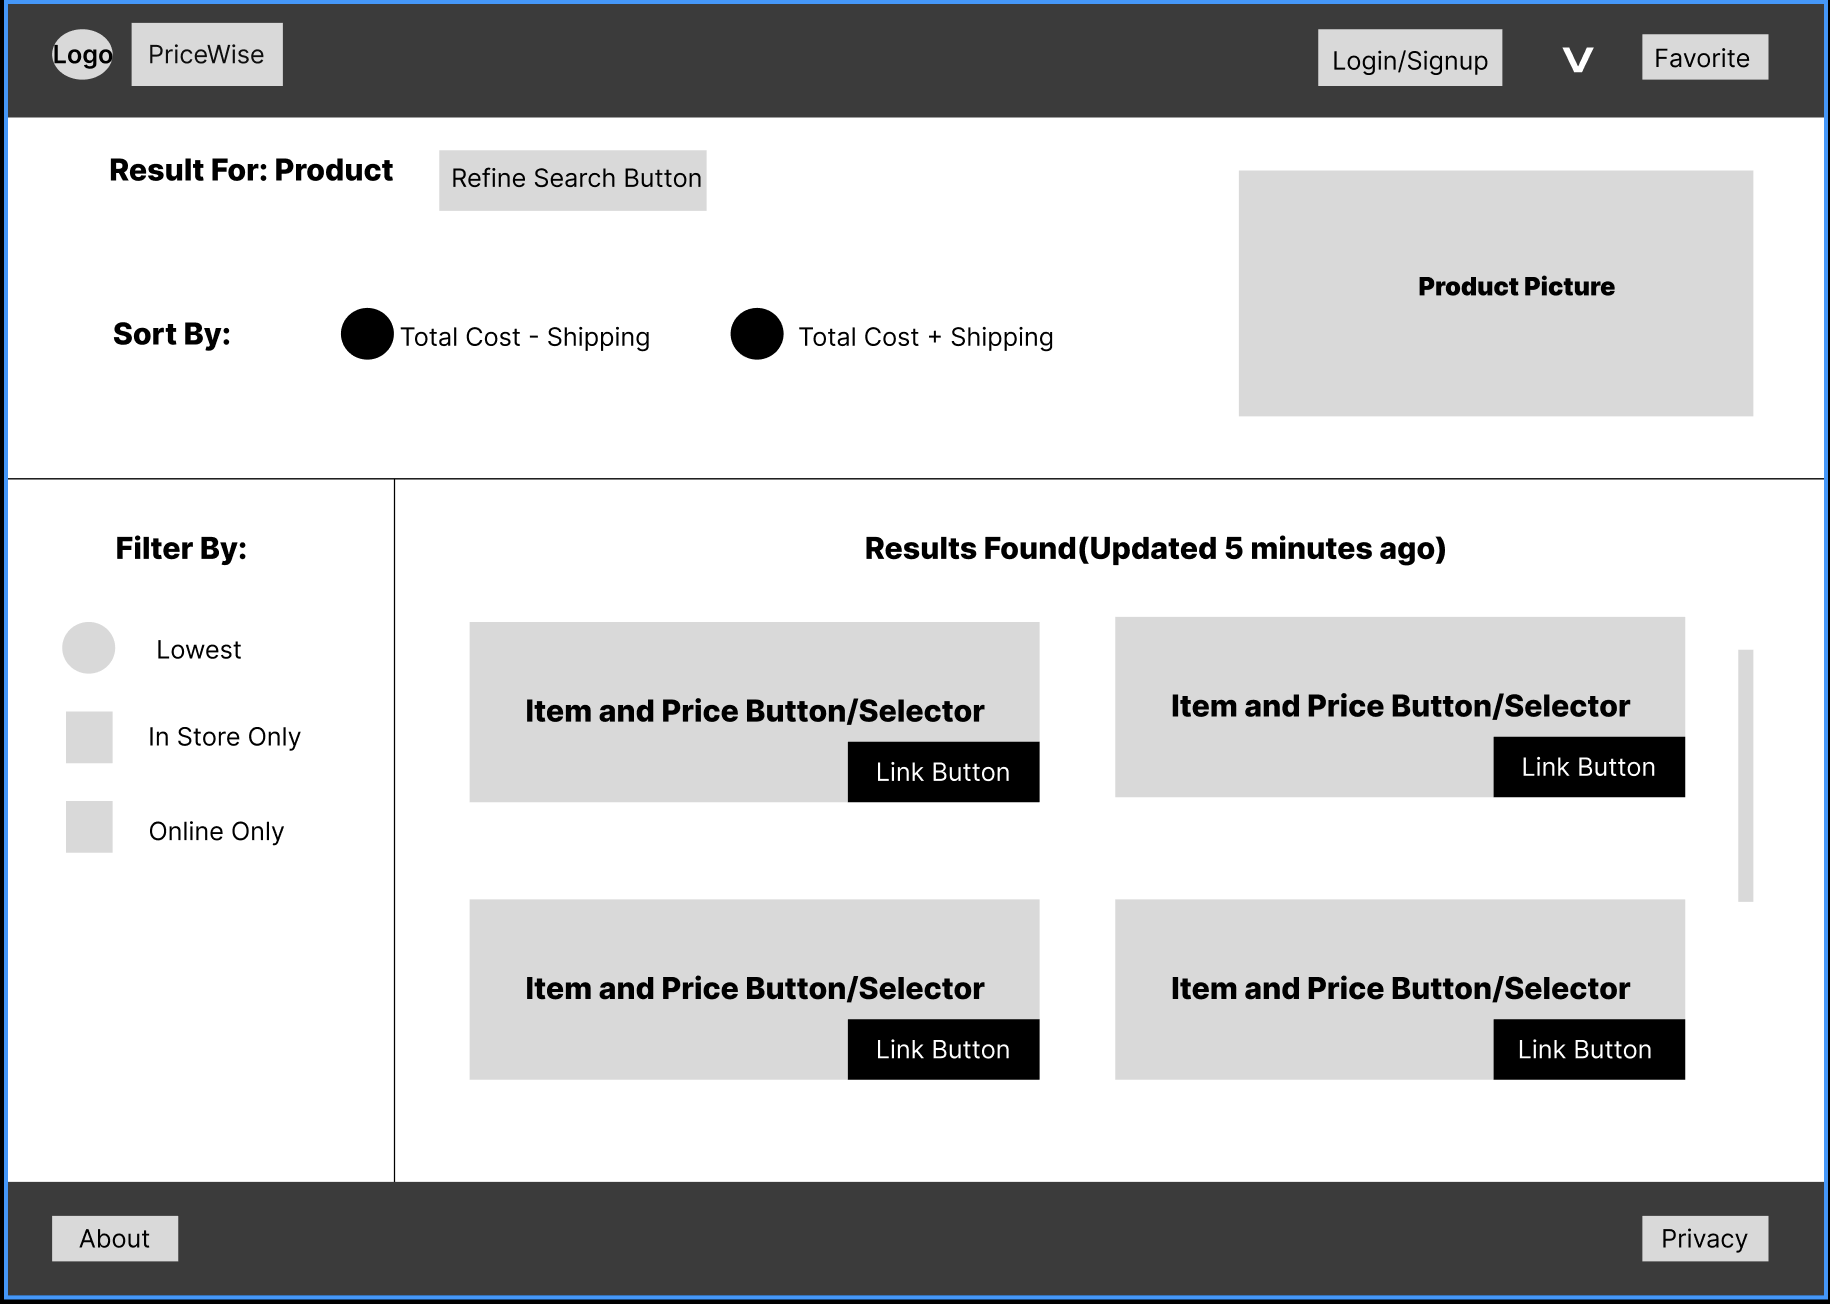 Logo
PriceWise
Login/Signup
V
Favorite
Result For: Product
Refine Search Button
Product Picture
Sort By:
Total Cost - Shipping
Total Cost + Shipping
Filter By:
Lowest
In Store Only
Online Only
Results Found(Updated 5 minutes ago)
Item and Price Button/Selector
Link Button
Item and Price Button/Selector
Link Button
Item and Price Button/Selector
Link Button
Item and Price Button/Selector
Link Button
About
Privacy